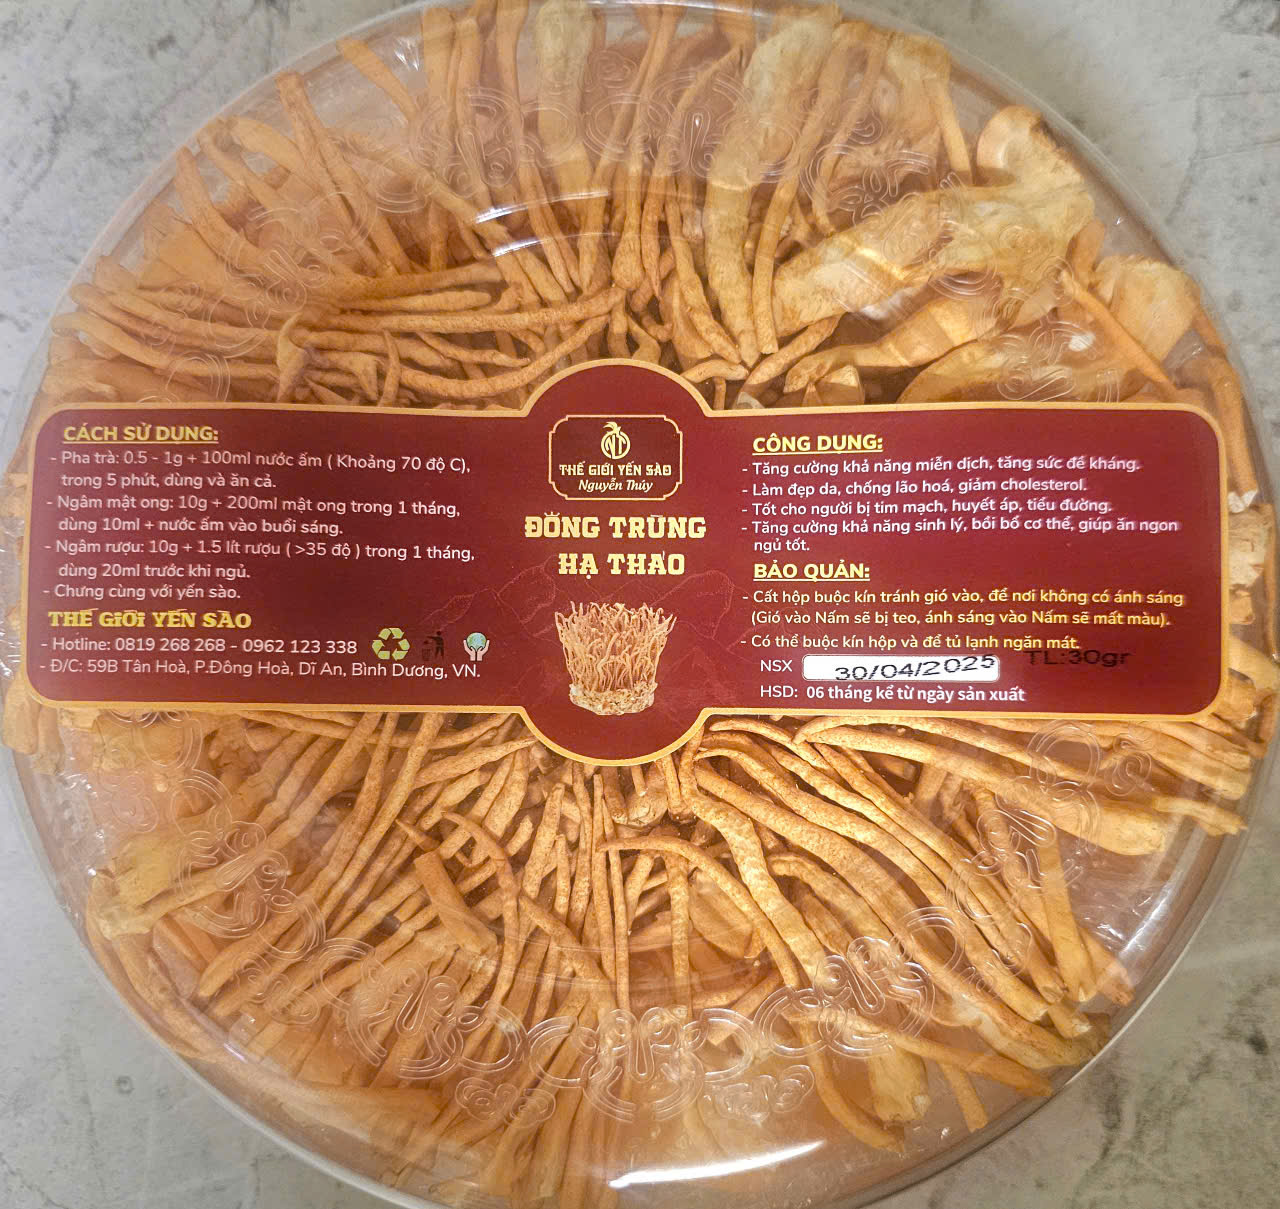 CÁCH SỬ DỤNG:
- Pha trà: 0.5 - 1g + 100ml nước ấm ( Khoảng 70 độ C),
trong 5 phút, dùng và ăn cả.
- Ngâm mật ong: 10g + 200ml mật ong trong 1 tháng,
dùng 10ml + nước ấm vào buổi sáng.
- Ngâm rượu: 10g + 1.5 lít rượu ( >35 độ ) trong 1 tháng,
dùng 20ml trước khi ngủ.
- Chưng cùng với yến sào.
THẾ GIỚI YẾN SÀO
- Hotline: 0819 268 268 - 0962 123 338
- Đ/C: 59B Tân Hoà, P.Đông Hoà, Dĩ An, Bình Dương, VN.
NT
THẾ GIỚI YẾN SÀO
Nguyễn Thúy
ĐÔNG TRÙNG
HẠ THẢO
CÔNG DỤNG:
- Tăng cường khả năng miễn dịch, tăng sức đề kháng.
- Làm đẹp da, chống lão hoá, giảm cholesterol.
- Tốt cho người bị tim mạch, huyết áp, tiểu đường.
- Tăng cường khả năng sinh lý, bồi bổ cơ thể, giúp ăn ngon
ngủ tốt.
BẢO QUẢN:
- Cất hộp buộc kín tránh gió vào, để nơi không có ánh sáng
(Gió vào Nấm sẽ bị teo, ánh sáng vào Nấm sẽ mất màu).
- Có thể buộc kín hộp và để tủ lạnh ngăn mát.
NSX 30/04/2025 TL:30gr
HSD: 06 tháng kể từ ngày sản xuất